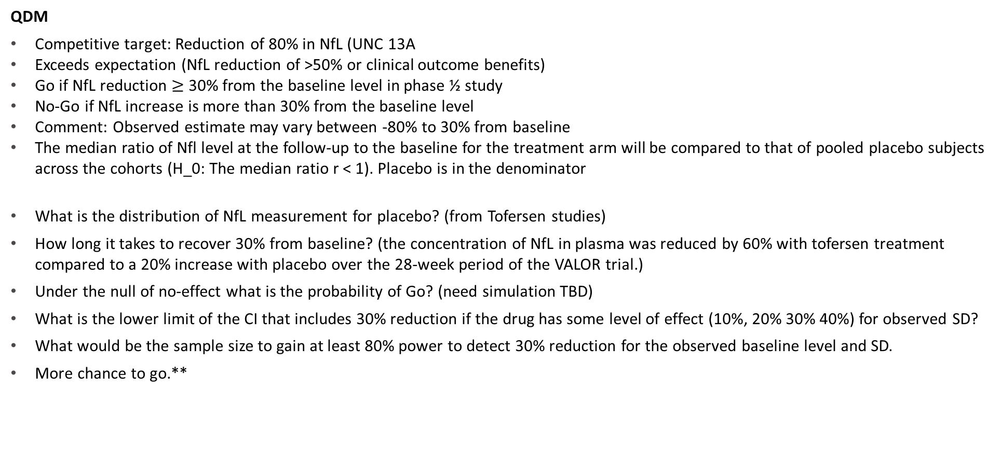 QDM
• Competitive target: Reduction of 80% in NfL (UNC 13A
• Exceeds expectation (NfL reduction of >50% or clinical outcome benefits)
• Go if NfL reduction ≥ 30% from the baseline level in phase ½ study
• No-Go if NfL increase is more than 30% from the baseline level
• Comment: Observed estimate may vary between -80% to 30% from baseline
• The median ratio of Nfl level at the follow-up to the baseline for the treatment arm will be compared to that of pooled placebo subjects
across the cohorts (H_0: The median ratio r < 1). Placebo is in the denominator
• What is the distribution of NfL measurement for placebo? (from Tofersen studies)
• How long it takes to recover 30% from baseline? (the concentration of NfL in plasma was reduced by 60% with tofersen treatment
compared to a 20% increase with placebo over the 28-week period of the VALOR trial.)
• Under the null of no-effect what is the probability of Go? (need simulation TBD)
• What is the lower limit of the CI that includes 30% reduction if the drug has some level of effect (10%, 20% 30% 40%) for observed SD?
• What would be the sample size to gain at least 80% power to detect 30% reduction for the observed baseline level and SD.
• More chance to go.**